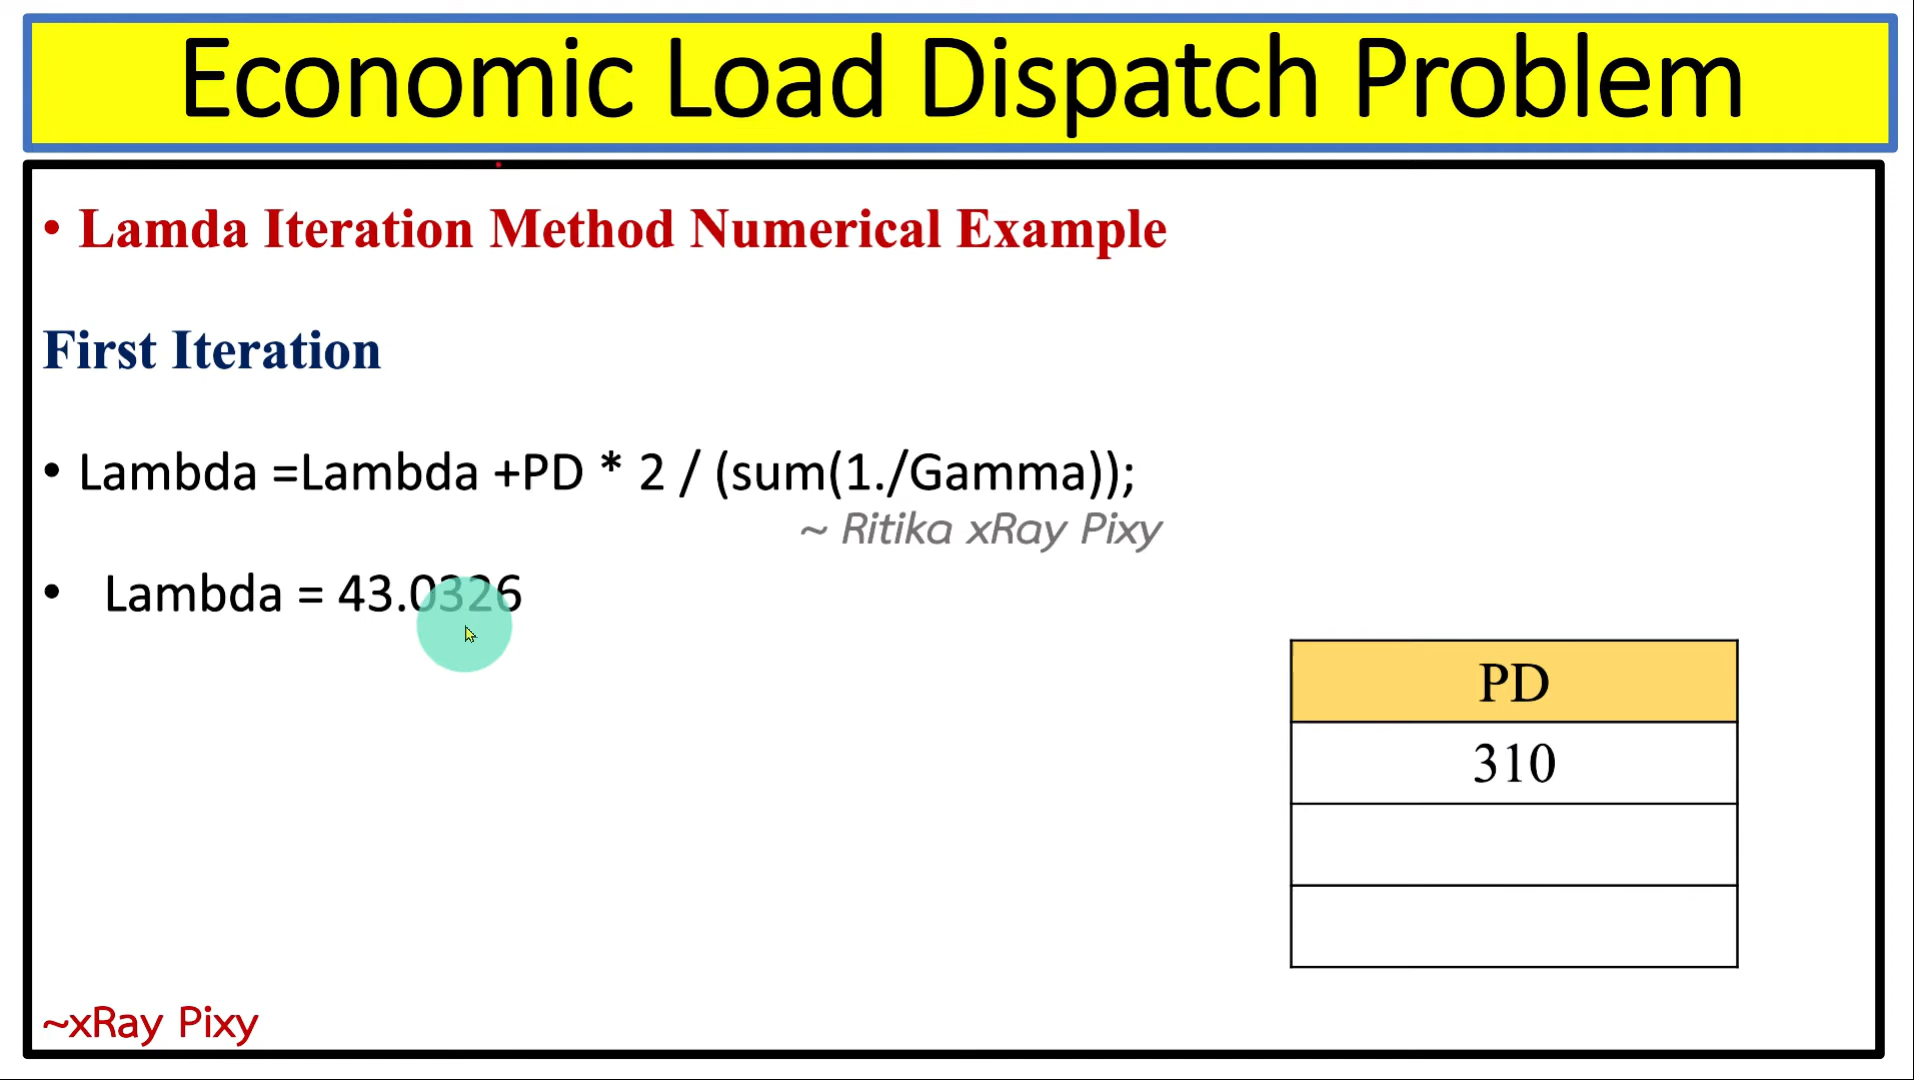 Economic Load Dispatch Problem
• Lamda Iteration Method Numerical Example
First Iteration
• Lambda =Lambda +PD * 2 / (sum(1./Gamma));
~ Ritika xRay Pixy
• Lambda = 43.0326
PD
310
~xRay Pixy